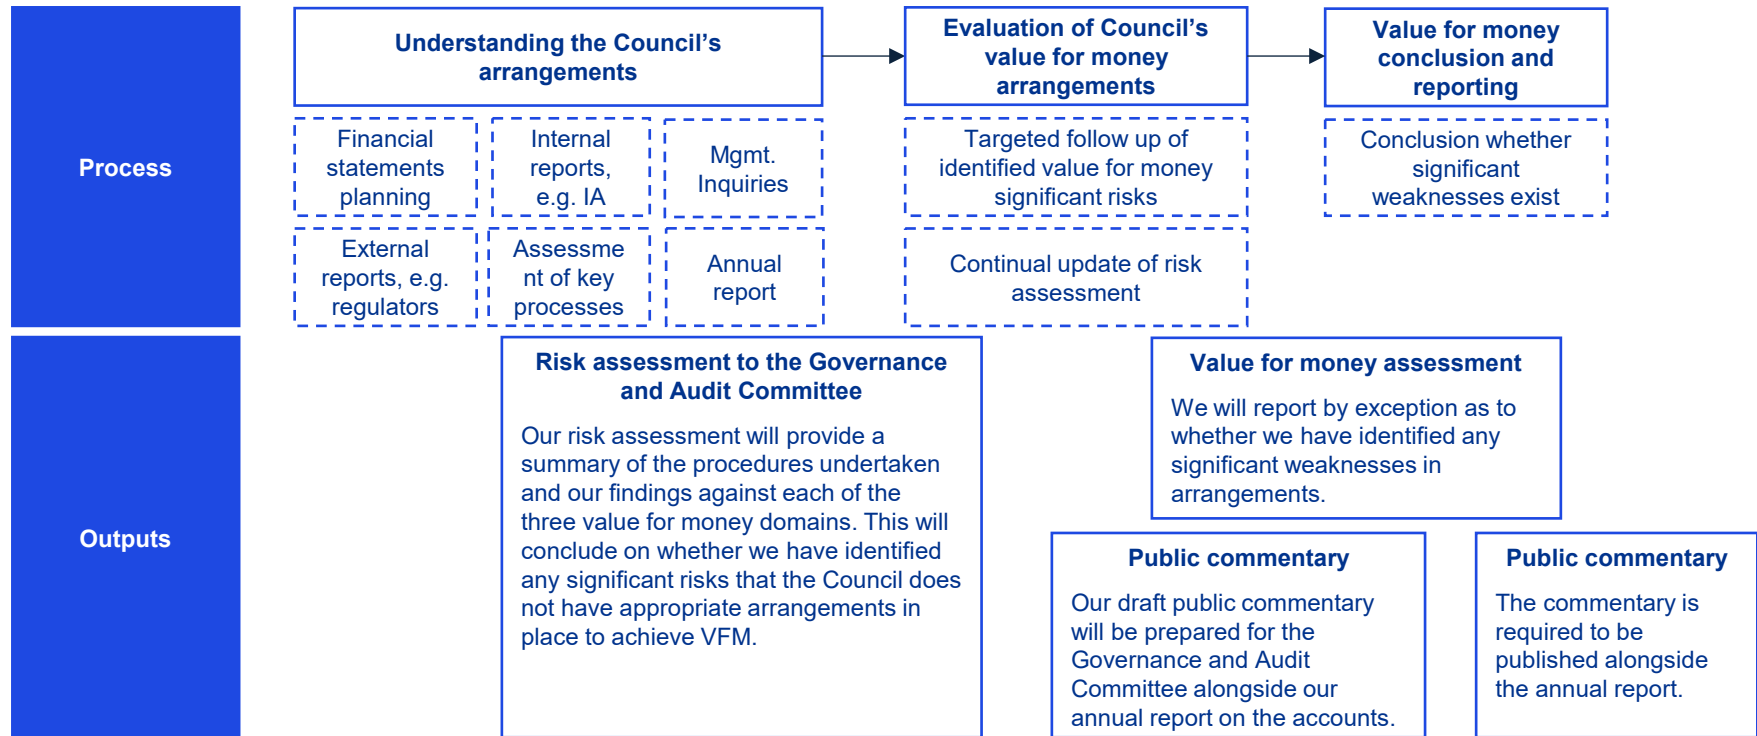 Process
Understanding the Council’s
arrangements
Evaluation of Council’s
value for money
arrangements
Value for money
conclusion and
reporting
Financial
statements
planning
Internal
reports,
e.g. IA
Mgmt.
Inquiries
External
reports, e.g.
regulators
Assessme
nt of key
processes
Annual
report
Targeted follow up of
identified value for money
significant risks
Continual update of risk
assessment
Conclusion whether
significant
weaknesses exist
Outputs
Risk assessment to the Governance
and Audit Committee
Our risk assessment will provide a
summary of the procedures undertaken
and our findings against each of the
three value for money domains. This will
conclude on whether we have identified
any significant risks that the Council does
not have appropriate arrangements in
place to achieve VFM.
Value for money assessment
We will report by exception as to
whether we have identified any
significant weaknesses in
arrangements.
Public commentary
Our draft public commentary
will be prepared for the
Governance and Audit
Committee alongside our
annual report on the accounts.
Public commentary
The commentary is
required to be
published alongside
the annual report.